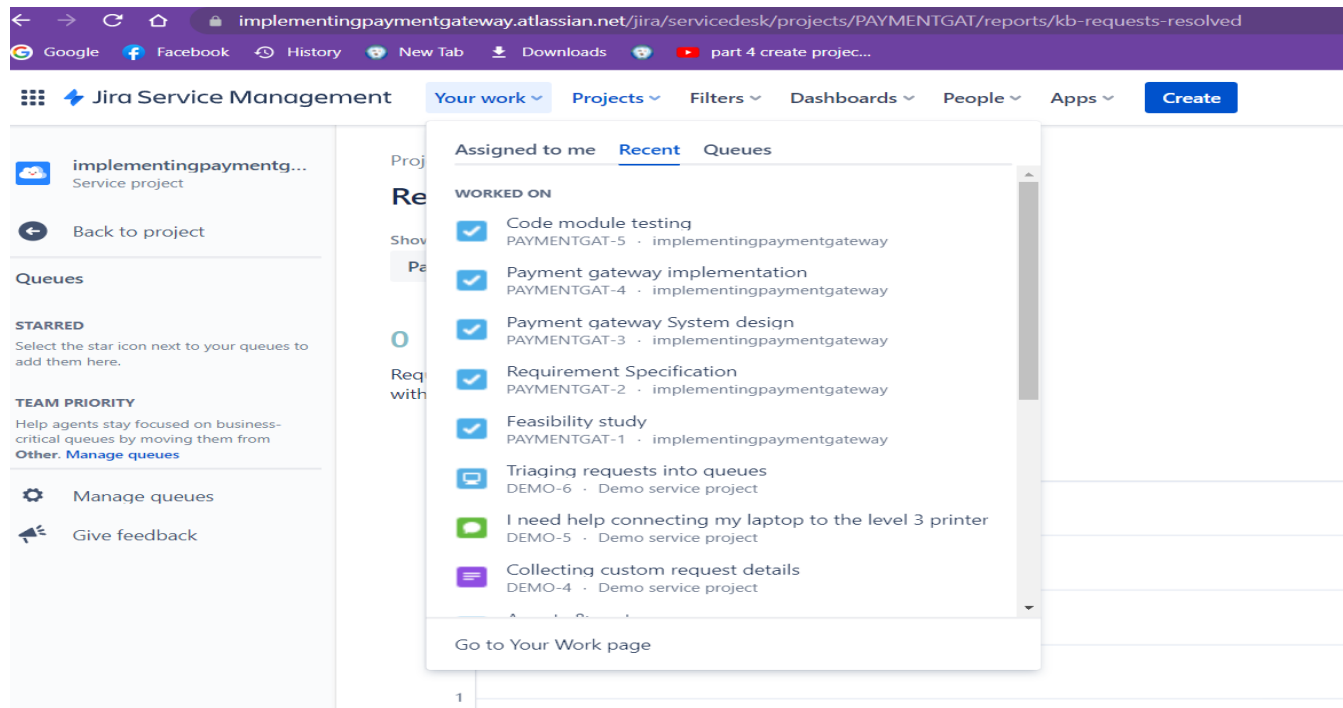 implementingpaymentgateway.atlassian.net/jira/servicedesk/projects/PAYMENTGAT/reports/kb-requests-resolved
Google Facebook History New Tab Downloads part 4 create projec...
Jira Service Management Your work Projects Filters Dashboards People Apps Create
implementingpaymentg...
Service project
Back to project
Queues
STARRED
Select the star icon next to your queues to
add them here.
TEAM PRIORITY
Help agents stay focused on business-
critical queues by moving them from
Other. Manage queues
Manage queues
Give feedback
Proj
Re
Show
Pa
0
Req
with
1
Assigned to me Recent Queues
WORKED ON
Code module testing
PAYMENTGAT-5 · implementingpaymentgateway
Payment gateway implementation
PAYMENTGAT-4 · implementingpaymentgateway
Payment gateway System design
PAYMENTGAT-3 · implementingpaymentgateway
Requirement Specification
PAYMENTGAT-2 · implementingpaymentgateway
Feasibility study
PAYMENTGAT-1 · implementingpaymentgateway
Triaging requests into queues
DEMO-6 · Demo service project
I need help connecting my laptop to the level 3 printer
DEMO-5 · Demo service project
Collecting custom request details
DEMO-4 · Demo service project
Go to Your Work page